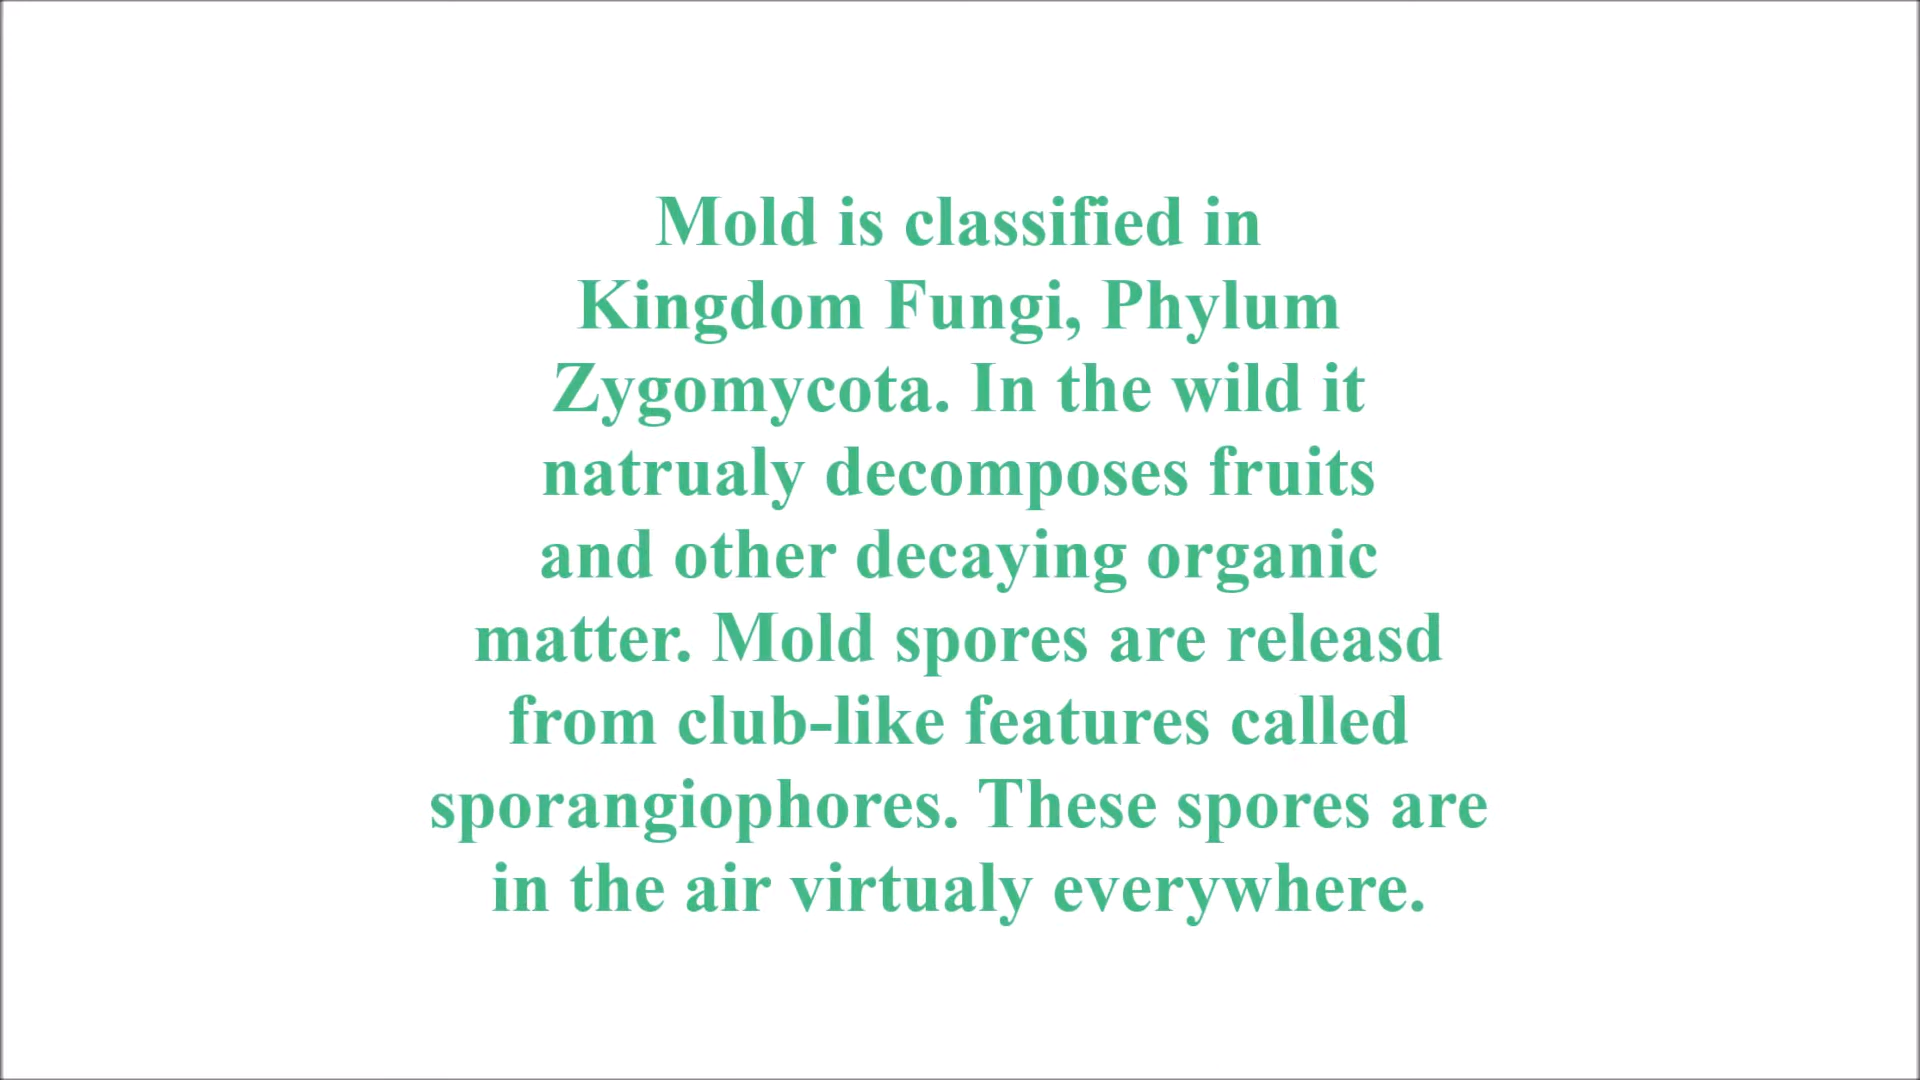 Mold is classified in
Kingdom Fungi, Phylum
Zygomycota. In the wild it
natrualy decomposes fruits
and other decaying organic
matter. Mold spores are releasd
from club-like features called
sporangiophores. These spores are
in the air virtualy everywhere.